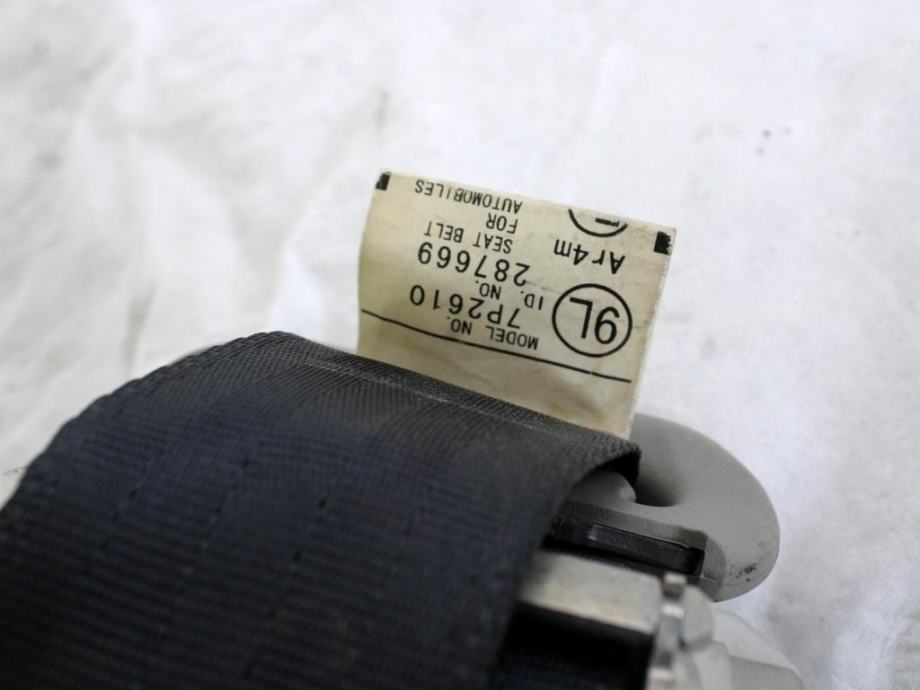 MODEL NO.
7P2610
9L
ID. NO.
287669
SEAT BELT
FOR
AUTOMOBILES
Ar4m